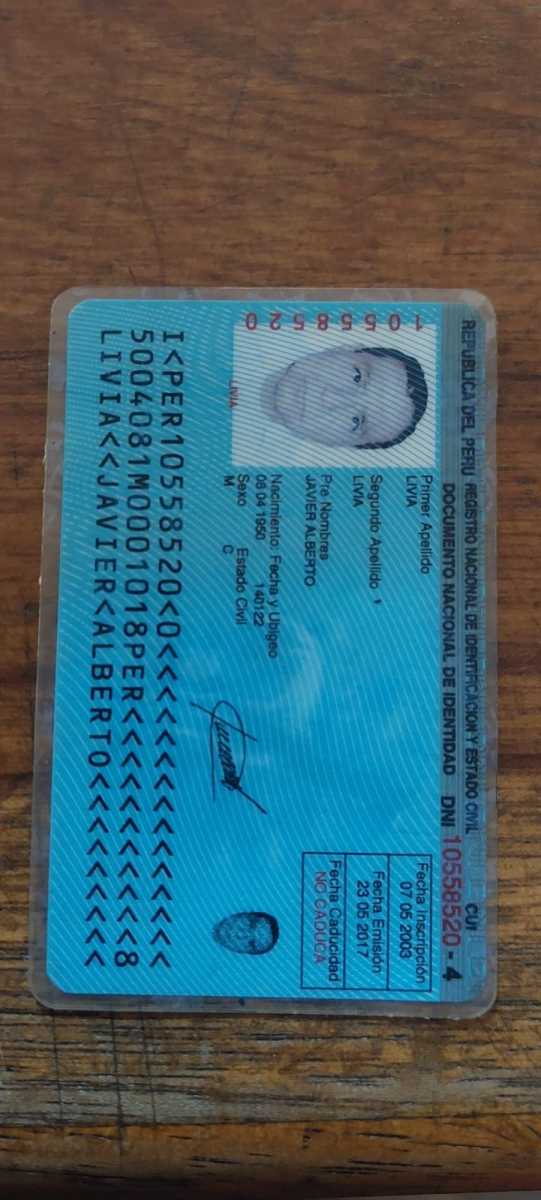 REPUBLICA DEL PERU REGISTRO NACIONAL DE IDENTIFICACION Y ESTADO CIVIL
DOCUMENTO NACIONAL DE IDENTIDAD DNI 10558520 - 4
CUI
10558520
LIVIA
Primer Apellido
LIVIA
Segundo Apellido
LIVIA
Pre Nombres
JAVIER ALBERTO
Nacimiento: Fecha y Ubigeo
08 04 1950 140122
Sexo Estado Civil
M C
Fecha Inscripción
07 05 2003
Fecha Emisión
23 05 2017
Fecha Caducidad
NO CADUCA
I<PER10558520<0<<<<<<<<<<<<<<<
5004081M0001018PER<<<<<<<<<<<8
LIVIA<<JAVIER<ALBERTO<<<<<<<<<